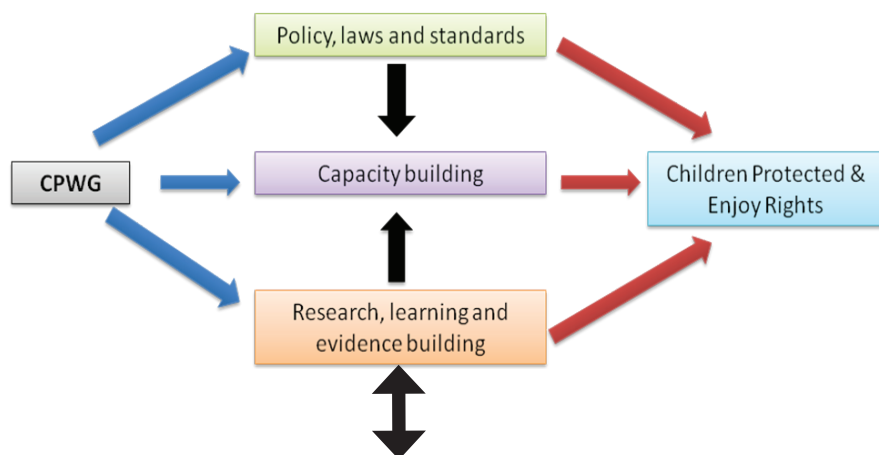 Policy, laws and standards
CPWG
Capacity building
Children Protected &
Enjoy Rights
Research, learning and
evidence building